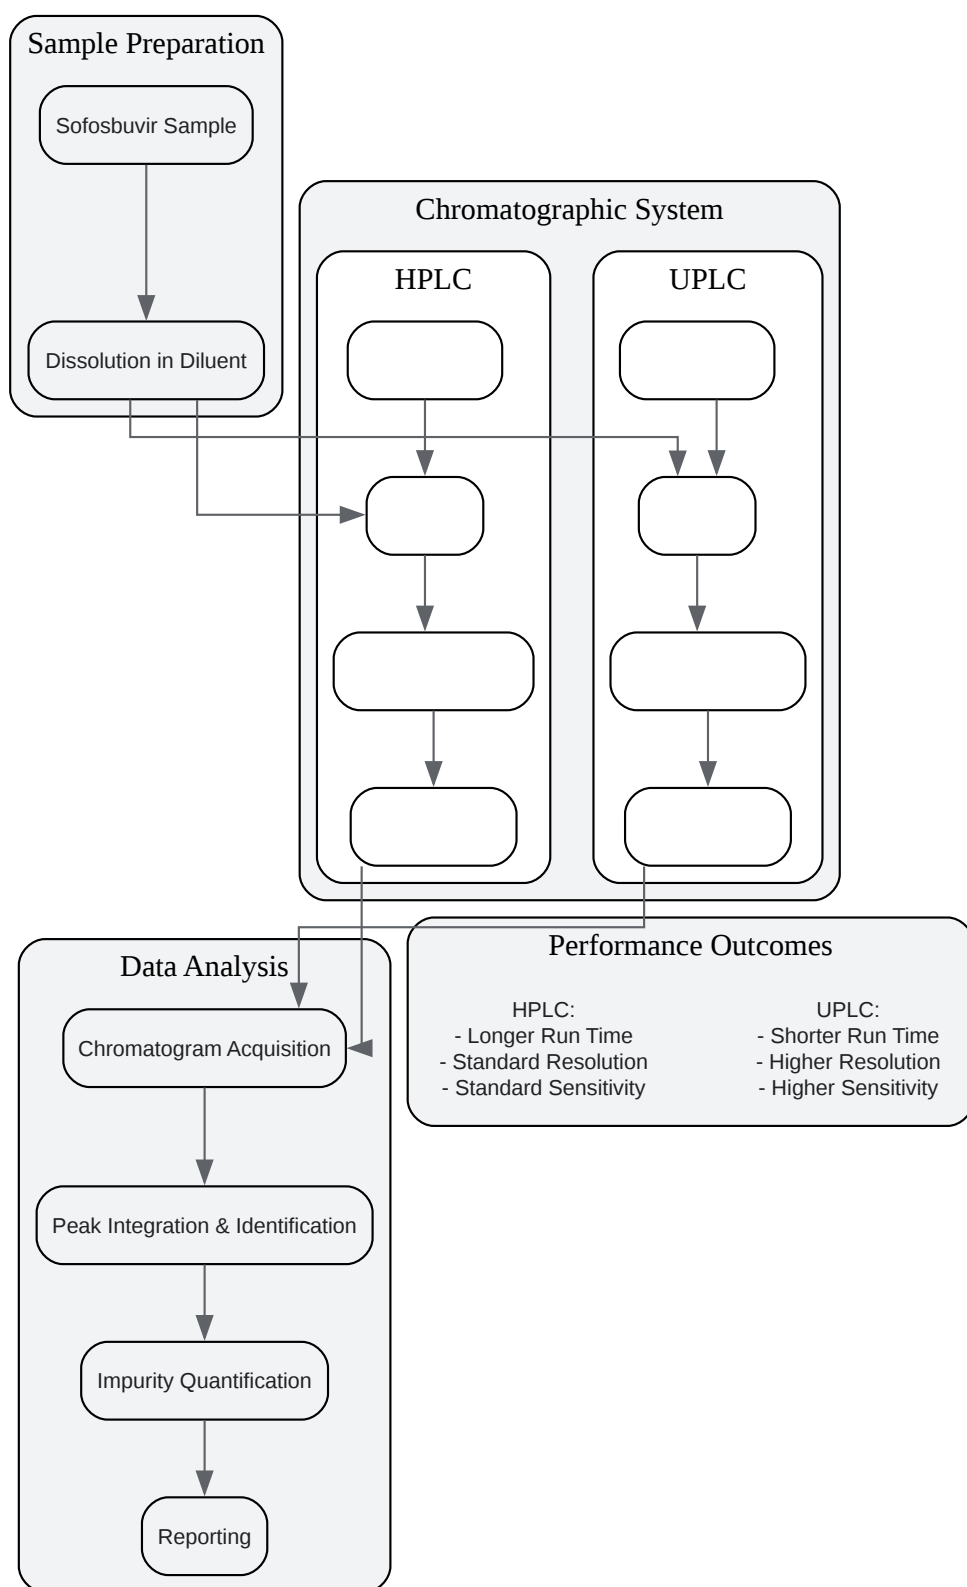 Sample Preparation
Sofosbuvir Sample
Dissolution in Diluent
Chromatographic System
HPLC
UPLC
Performance Outcomes
HPLC:
- Longer Run Time
- Standard Resolution
- Standard Sensitivity
UPLC:
- Shorter Run Time
- Higher Resolution
- Higher Sensitivity
Data Analysis
Chromatogram Acquisition
Peak Integration & Identification
Impurity Quantification
Reporting